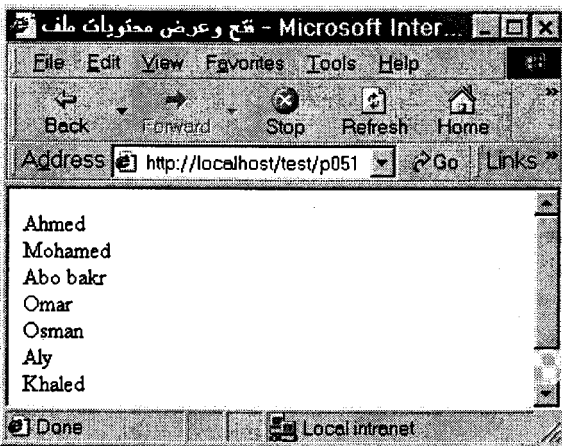 فتح وعرض محتويات ملف - Microsoft Inter...
File Edit View Favorites Tools Help
Back Forward Stop Refresh Home »
Address http://localhost/test/p051 Go Links »
Ahmed
Mohamed
Abo bakr
Omar
Osman
Aly
Khaled
Done Local intranet